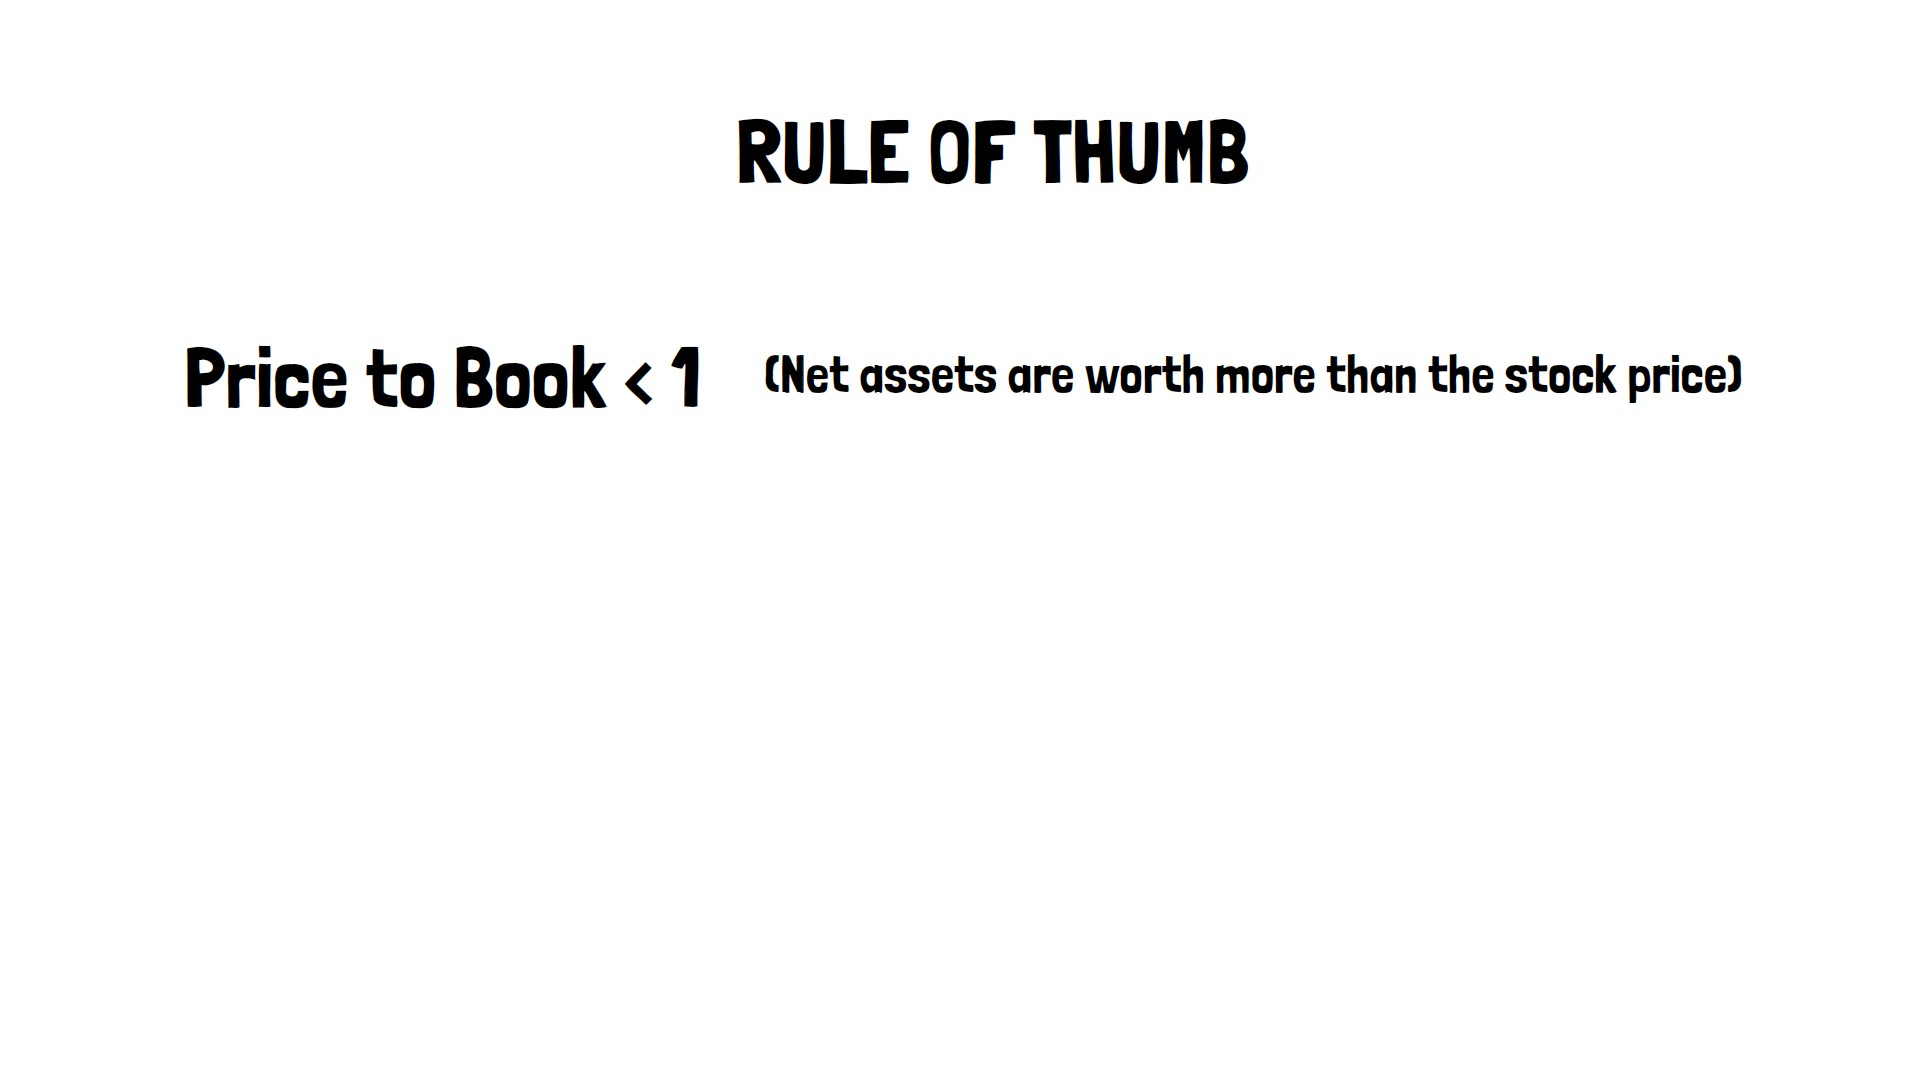 RULE OF THUMB
Price to Book < 1 (Net assets are worth more than the stock price)